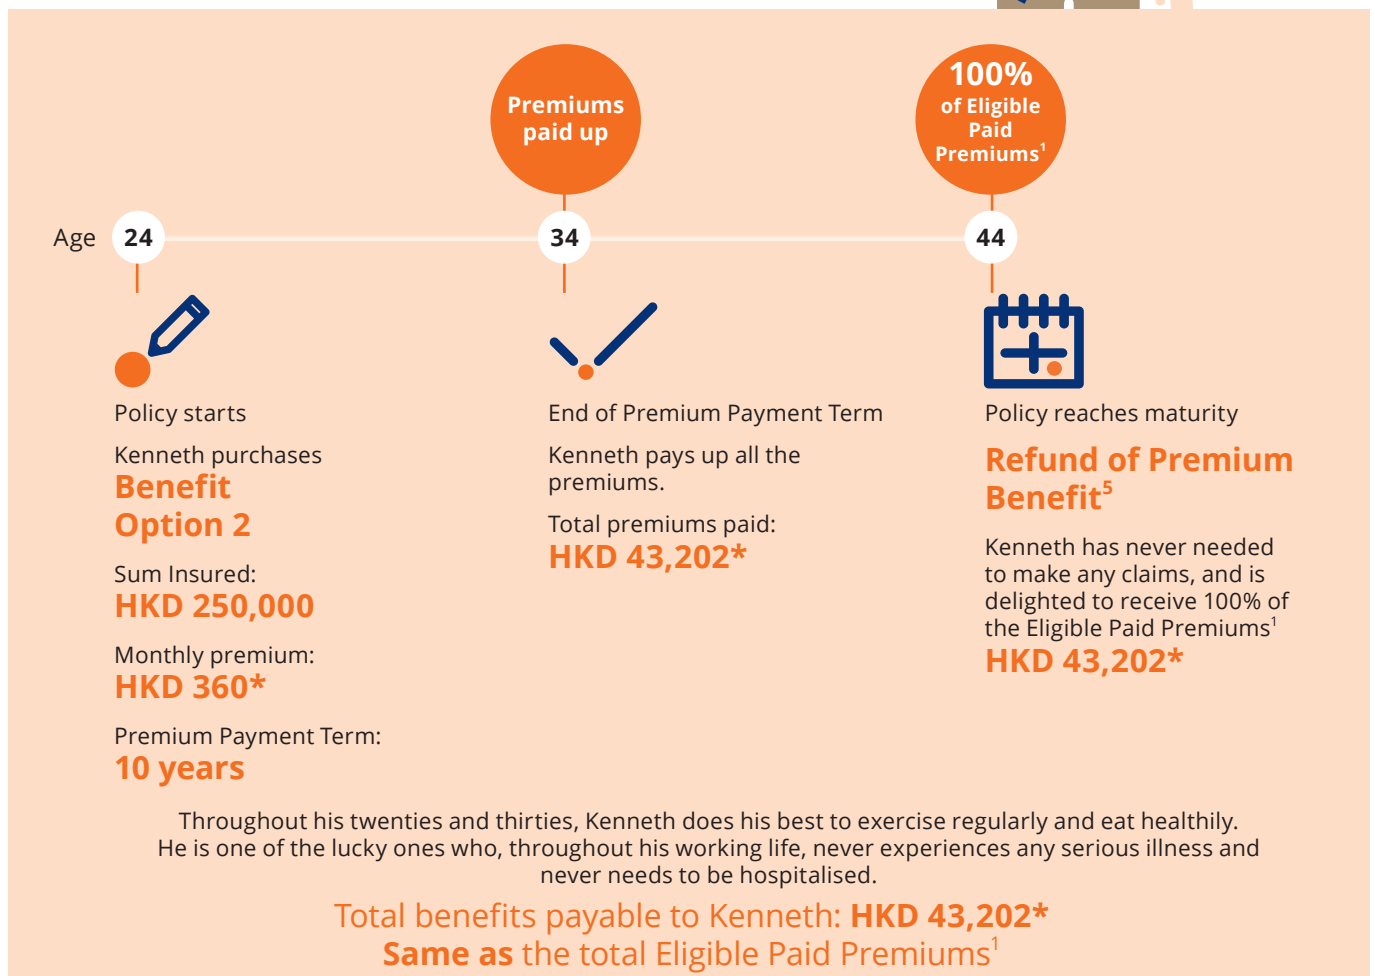 Premiums
paid up
100%
of Eligible
Paid
Premiums¹
Age 24 34 44
Policy starts
Kenneth purchases
Benefit
Option 2
Sum Insured:
HKD 250,000
Monthly premium:
HKD 360*
Premium Payment Term:
10 years
End of Premium Payment Term
Kenneth pays up all the
premiums.
Total premiums paid:
HKD 43,202*
Policy reaches maturity
Refund of Premium
Benefit⁵
Kenneth has never needed
to make any claims, and is
delighted to receive 100% of
the Eligible Paid Premiums¹
HKD 43,202*
Throughout his twenties and thirties, Kenneth does his best to exercise regularly and eat healthily.
He is one of the lucky ones who, throughout his working life, never experiences any serious illness and
never needs to be hospitalised.
Total benefits payable to Kenneth: HKD 43,202*
Same as the total Eligible Paid Premiums¹